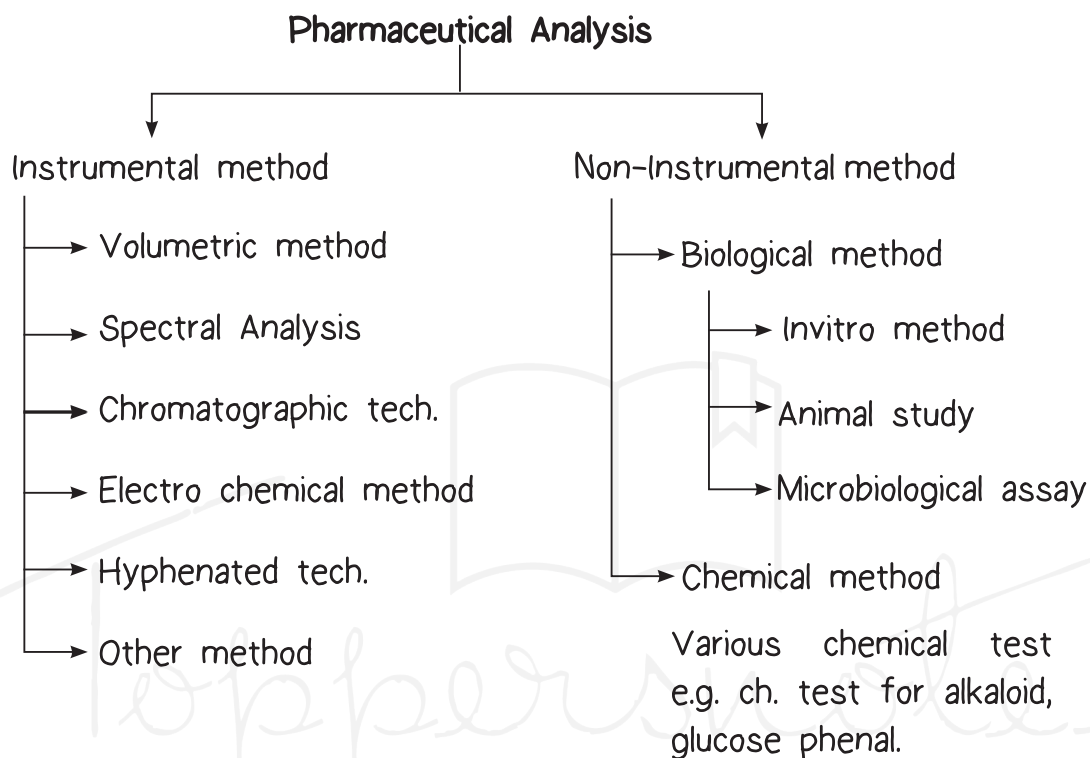 Pharmaceutical Analysis
Instrumental method
Volumetric method
Spectral Analysis
Chromatographic tech.
Electro chemical method
Hyphenated tech.
Other method
Non-Instrumental method
Biological method
Invitro method
Animal study
Microbiological assay
Chemical method
Various chemical test
e.g. ch. test for alkaloid,
glucose phenal.
Toppersnotes